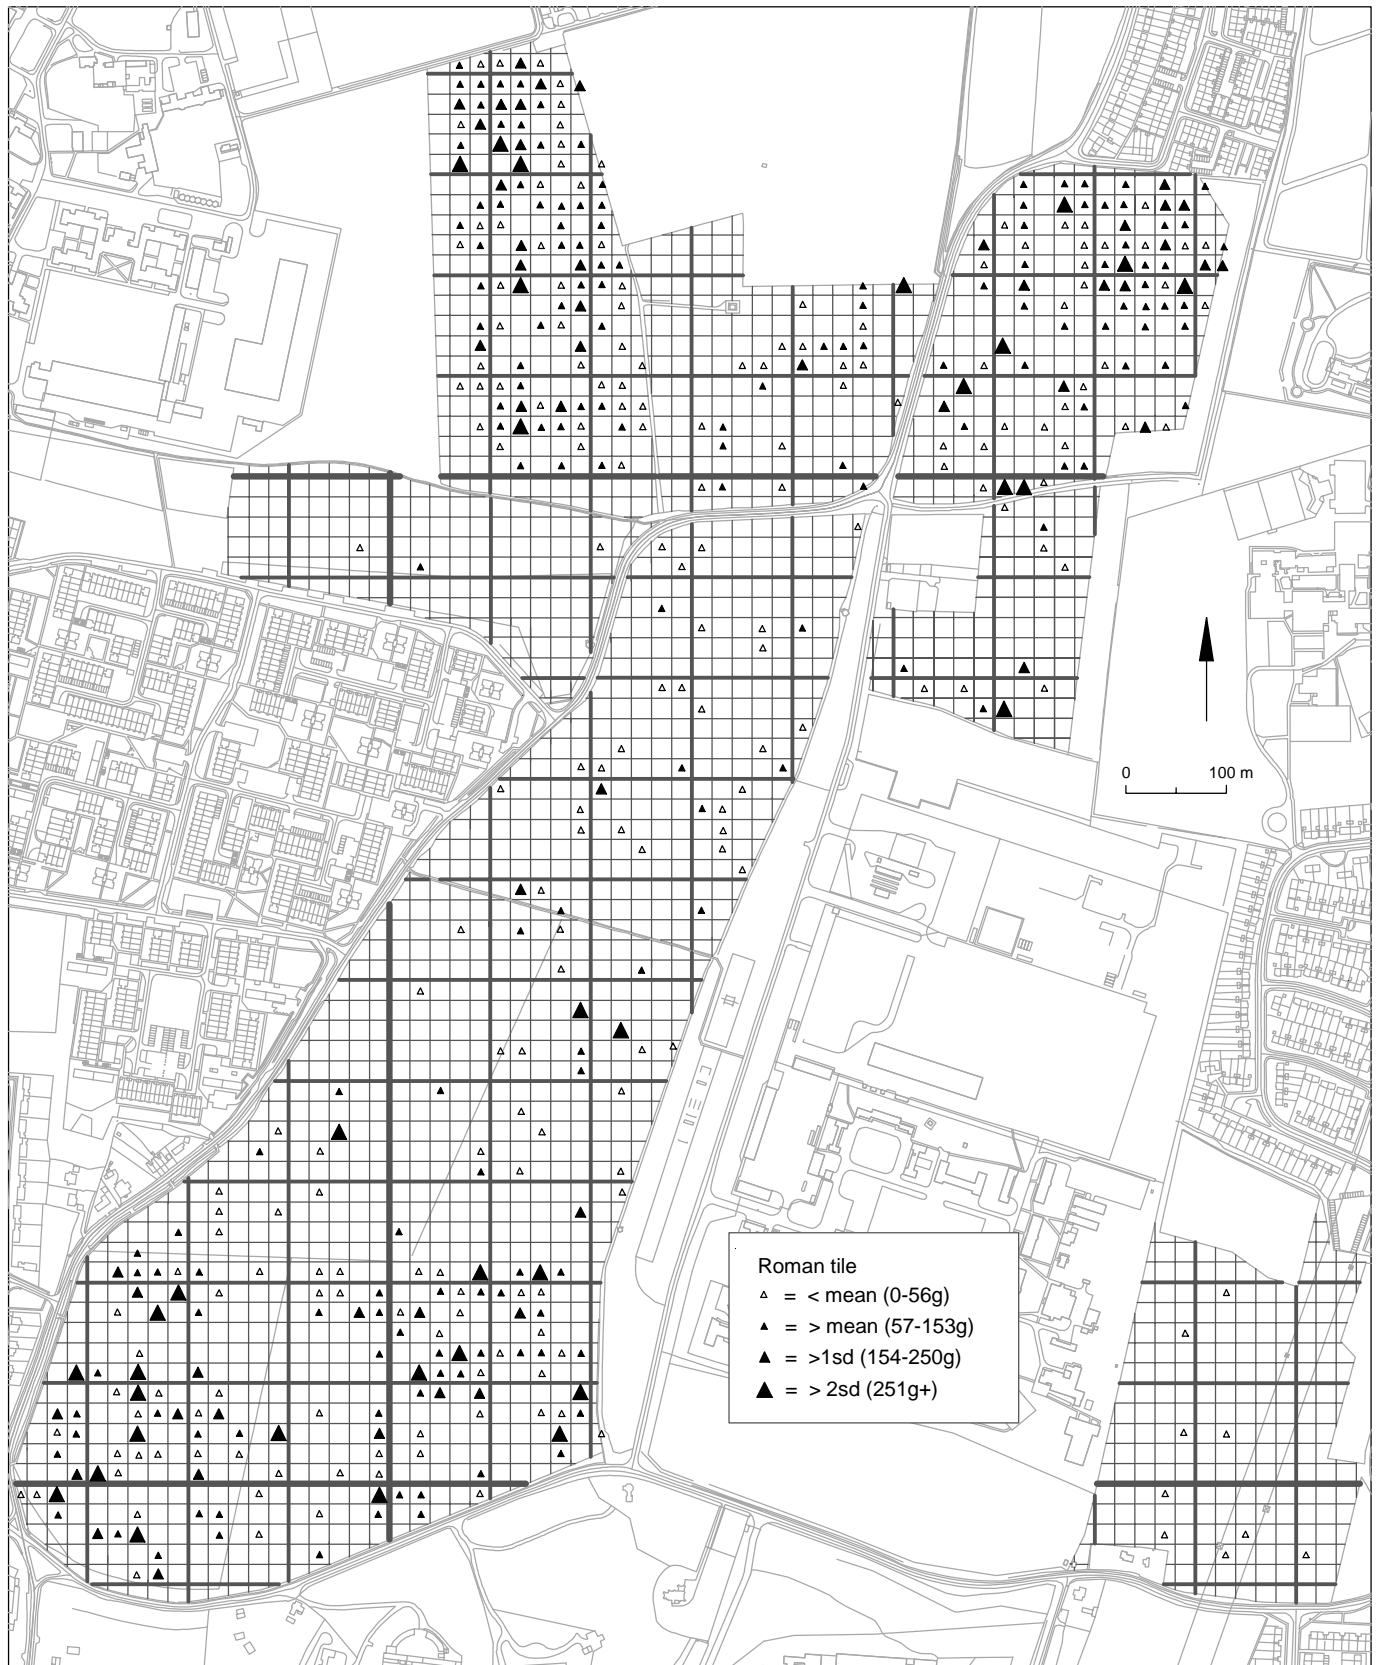 0 100 m
Roman tile
= < mean (0-56g)
= > mean (57-153g)
= >1sd (154-250g)
= > 2sd (251g+)